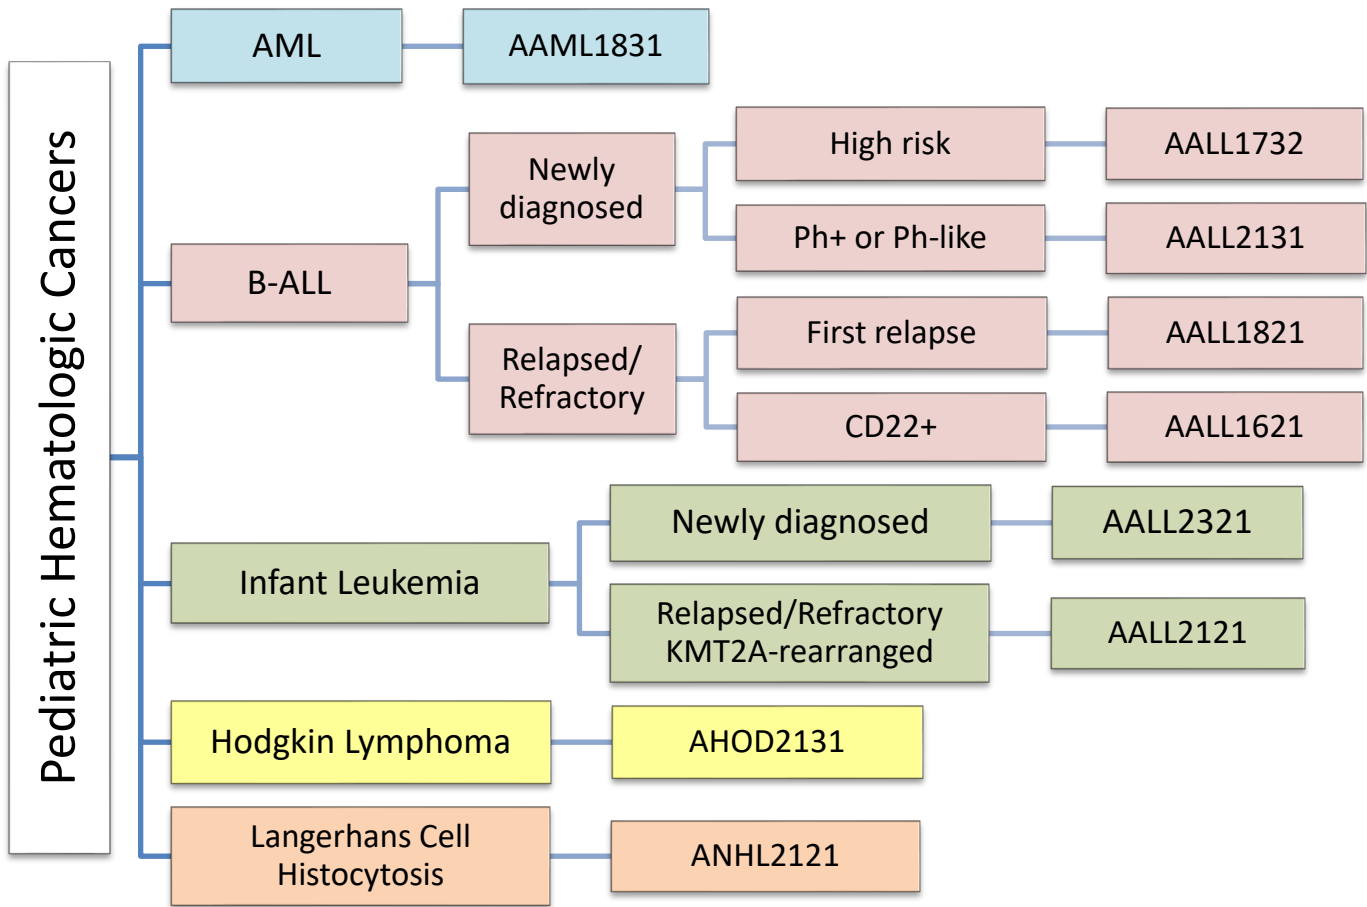 Pediatric Hematologic Cancers
AML
AAML1831
B-ALL
Newly
diagnosed
High risk
AALL1732
Ph+ or Ph-like
AALL2131
Relapsed/
Refractory
First relapse
AALL1821
CD22+
AALL1621
Infant Leukemia
Newly diagnosed
AALL2321
Relapsed/Refractory
KMT2A-rearranged
AALL2121
Hodgkin Lymphoma
AHOD2131
Langerhans Cell
Histocytosis
ANHL2121